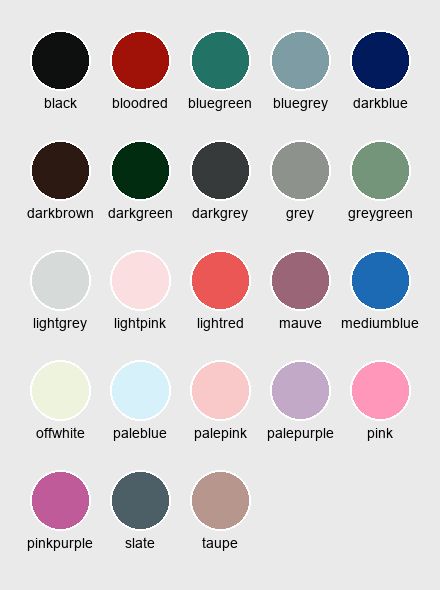 black bloodred bluegreen bluegrey darkblue
darkbrown darkgreen darkgrey grey greygreen
lightgrey lightpink lightred mauve mediumblue
offwhite paleblue palepink palepurple pink
pinkpurple slate taupe